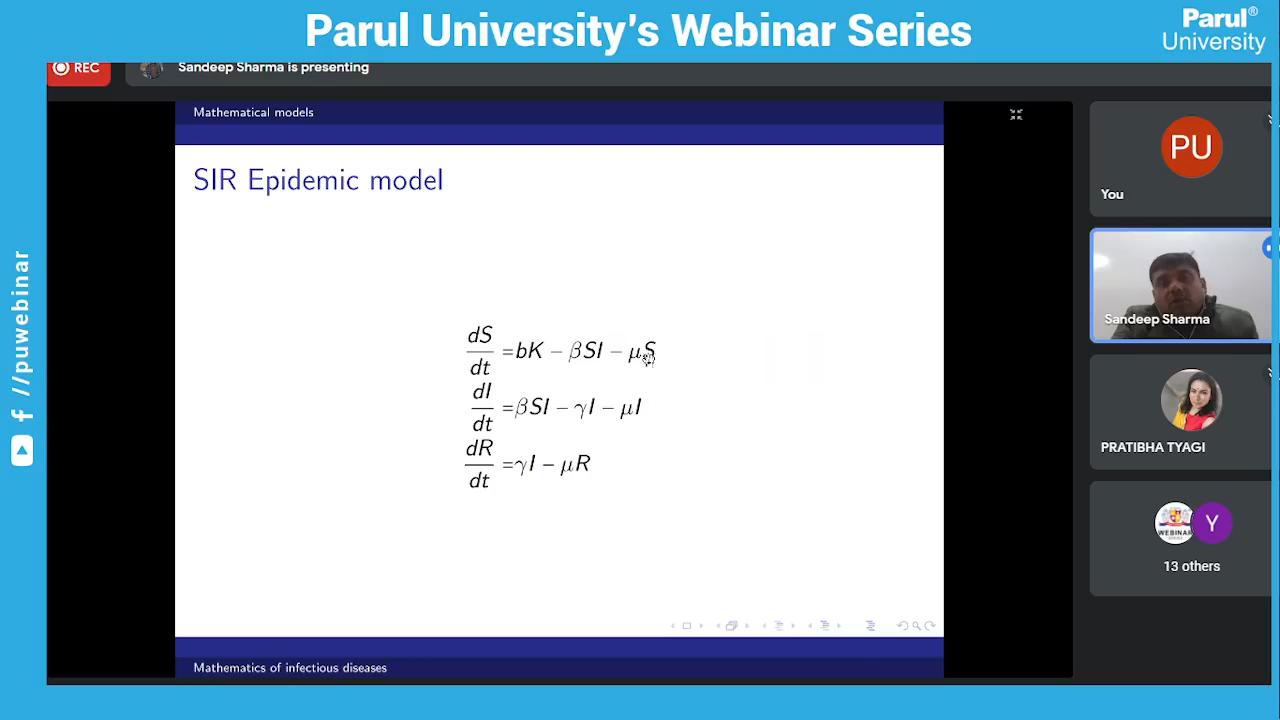 Parul University's Webinar Series
Parul®
University
REC
Sandeep Sharma is presenting
Mathematical models
SIR Epidemic model
dS/dt = bK − βSI − μS
dI/dt = βSI − γI − μI
dR/dt = γI − μR
Mathematics of infectious diseases
PU
You
Sandeep Sharma
PRATIBHA TYAGI
WEBINAR
Y
13 others
//puwebinar